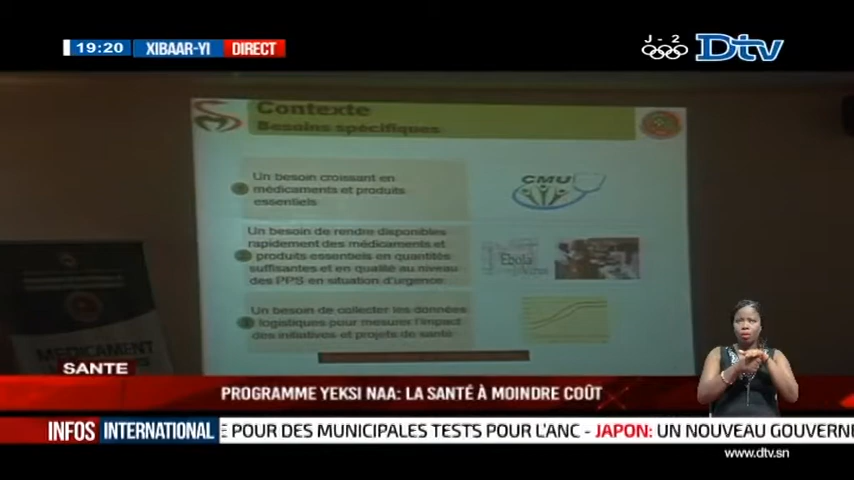 19:20 XIBAAR-YI DIRECT
J-2
Dtv
Contexte
Besoins spécifiques
Un besoin croissant en
médicaments et produits
essentiels
CMU
Un besoin de rendre disponibles
rapidement des médicaments et
produits essentiels en quantités
suffisantes et en qualité au niveau
des PPS en situation d'urgence
Ebola
Un besoin de collecter les données
logistiques pour mesurer l'impact
des initiatives et projets de santé
MEDICAMENT
SANTE
PROGRAMME YEKSI NAA: LA SANTÉ À MOINDRE COÛT
INFOS INTERNATIONAL E POUR DES MUNICIPALES TESTS POUR L'ANC - JAPON: UN NOUVEAU GOUVERNE
www.dtv.sn